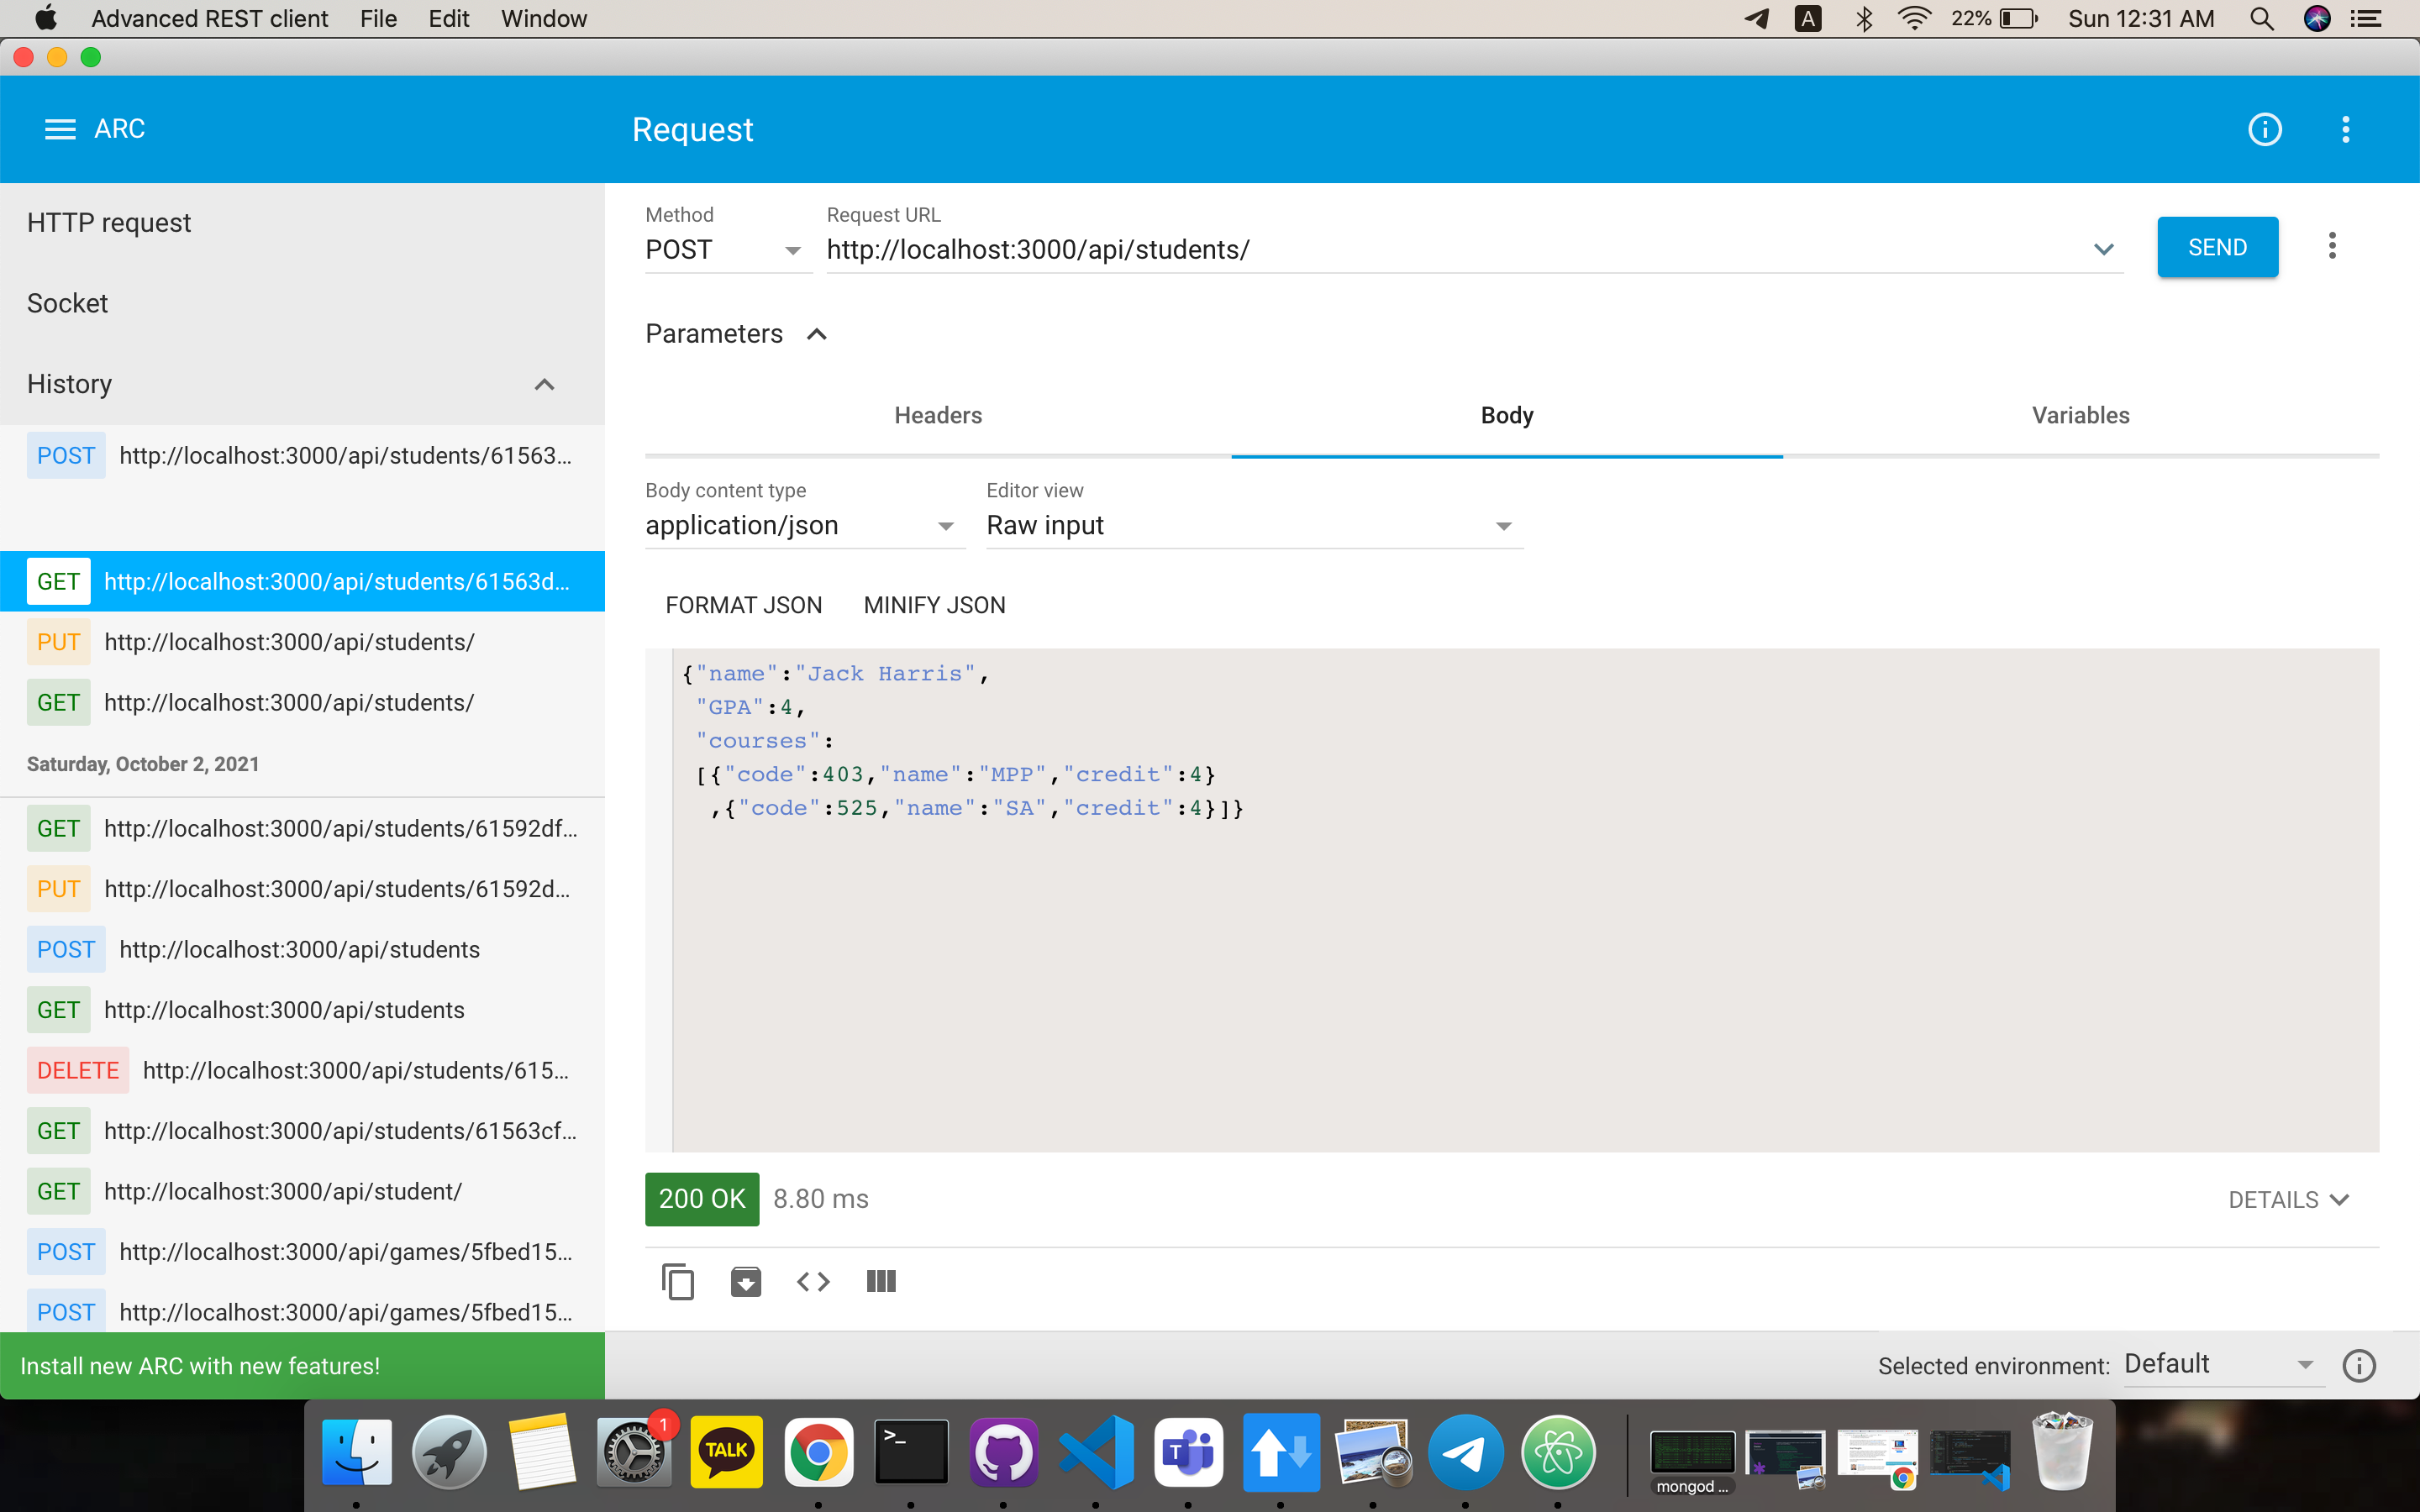 Advanced REST client File Edit Window
A 22% Sun 12:31 AM
ARC
Request
HTTP request
Socket
History
POST http://localhost:3000/api/students/61563...
GET http://localhost:3000/api/students/61563d...
PUT http://localhost:3000/api/students/
GET http://localhost:3000/api/students/
Saturday, October 2, 2021
GET http://localhost:3000/api/students/61592df...
PUT http://localhost:3000/api/students/61592d...
POST http://localhost:3000/api/students
GET http://localhost:3000/api/students
DELETE http://localhost:3000/api/students/615...
GET http://localhost:3000/api/students/61563cf...
GET http://localhost:3000/api/student/
POST http://localhost:3000/api/games/5fbed15...
POST http://localhost:3000/api/games/5fbed15...
Install new ARC with new features!
Method
POST
Request URL
http://localhost:3000/api/students/
SEND
Parameters
Headers
Body
Variables
Body content type
application/json
Editor view
Raw input
FORMAT JSON MINIFY JSON
{"name":"Jack Harris",
"GPA":4,
"courses":
[{"code":403,"name":"MPP","credit":4}
,{"code":525,"name":"SA","credit":4}]}
200 OK 8.80 ms
DETAILS
Selected environment: Default
1
TALK
>_
T
mongod ...